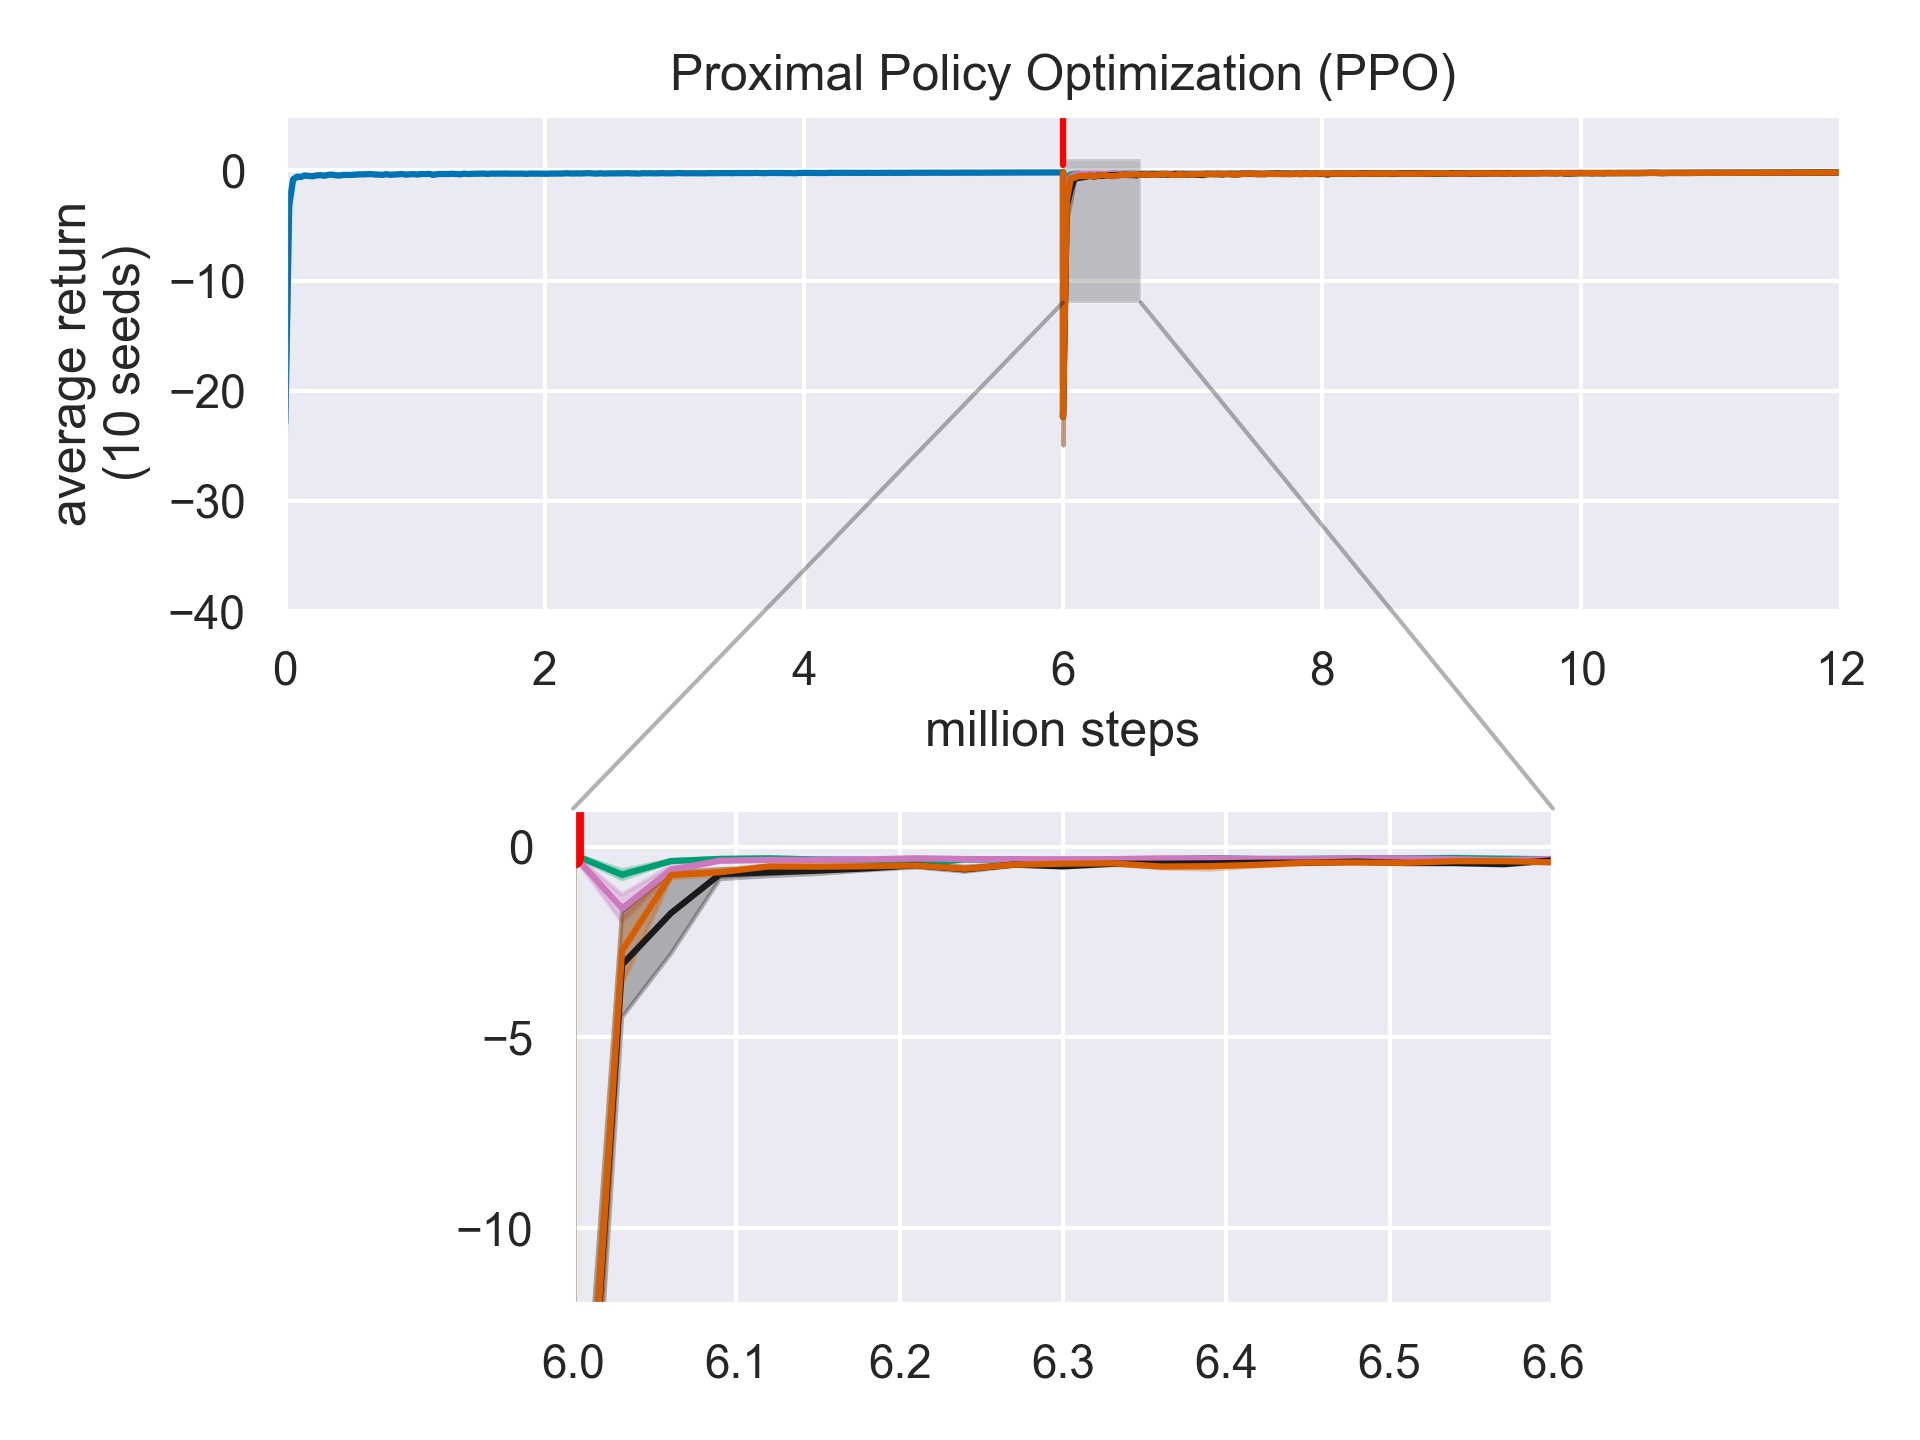 Proximal Policy Optimization (PPO)
average return
(10 seeds)
0
−10
−20
−30
−40
0 2 4 6 8 10 12
million steps
0
−5
−10
6.0 6.1 6.2 6.3 6.4 6.5 6.6